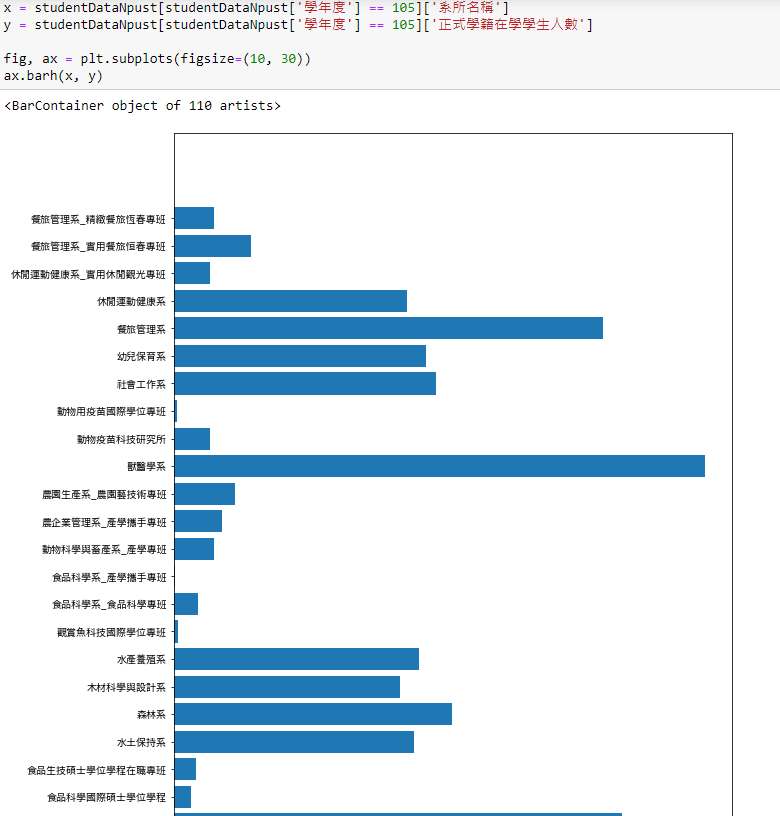 x = studentDataNpust[studentDataNpust['學年度'] == 105]['系所名稱']
y = studentDataNpust[studentDataNpust['學年度'] == 105]['正式學籍在學學生人數']
fig, ax = plt.subplots(figsize=(10, 30))
ax.barh(x, y)
<BarContainer object of 110 artists>
餐旅管理系_精緻餐旅恆春專班
餐旅管理系_實用餐旅恒春專班
休閒運動健康系_實用休閒觀光專班
休閒運動健康系
餐旅管理系
幼兒保育系
社會工作系
動物用疫苗國際學位專班
動物疫苗科技研究所
獸醫學系
農園生產系_農園藝技術專班
農企業管理系_產學攜手專班
動物科學與畜產系_產學專班
食品科學系_產學攜手專班
食品科學系_食品科學專班
觀賞魚科技國際學位專班
水產養殖系
木材科學與設計系
森林系
水土保持系
食品生技碩士學位學程在職專班
食品科學國際碩士學位學程